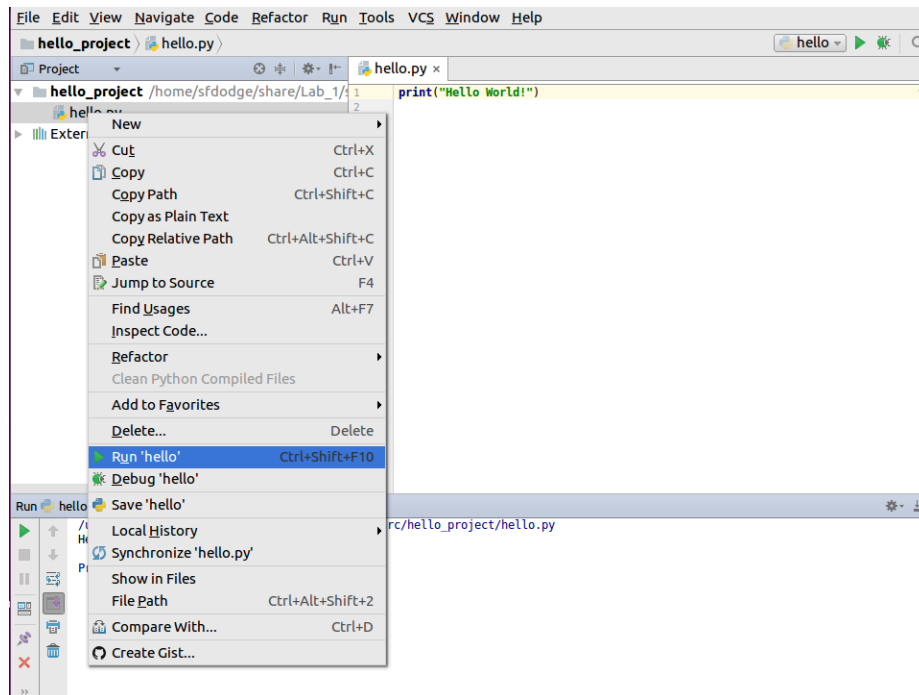 File Edit View Navigate Code Refactor Run Tools VCS Window Help
hello_project hello.py hello
Project hello.py ×
hello_project /home/sfdodge/share/Lab_1/ 1 print("Hello World!")
hello.py 2
New
Cut Ctrl+X
Copy Ctrl+C
Copy Path Ctrl+Shift+C
Copy as Plain Text
Copy Relative Path Ctrl+Alt+Shift+C
Paste Ctrl+V
Jump to Source F4
Find Usages Alt+F7
Inspect Code...
Refactor
Clean Python Compiled Files
Add to Favorites
Delete... Delete
Run 'hello' Ctrl+Shift+F10
Debug 'hello'
Run hello
Save 'hello'
rc/hello_project/hello.py
Local History
Synchronize 'hello.py'
Show in Files
File Path Ctrl+Alt+Shift+2
Compare With... Ctrl+D
Create Gist...